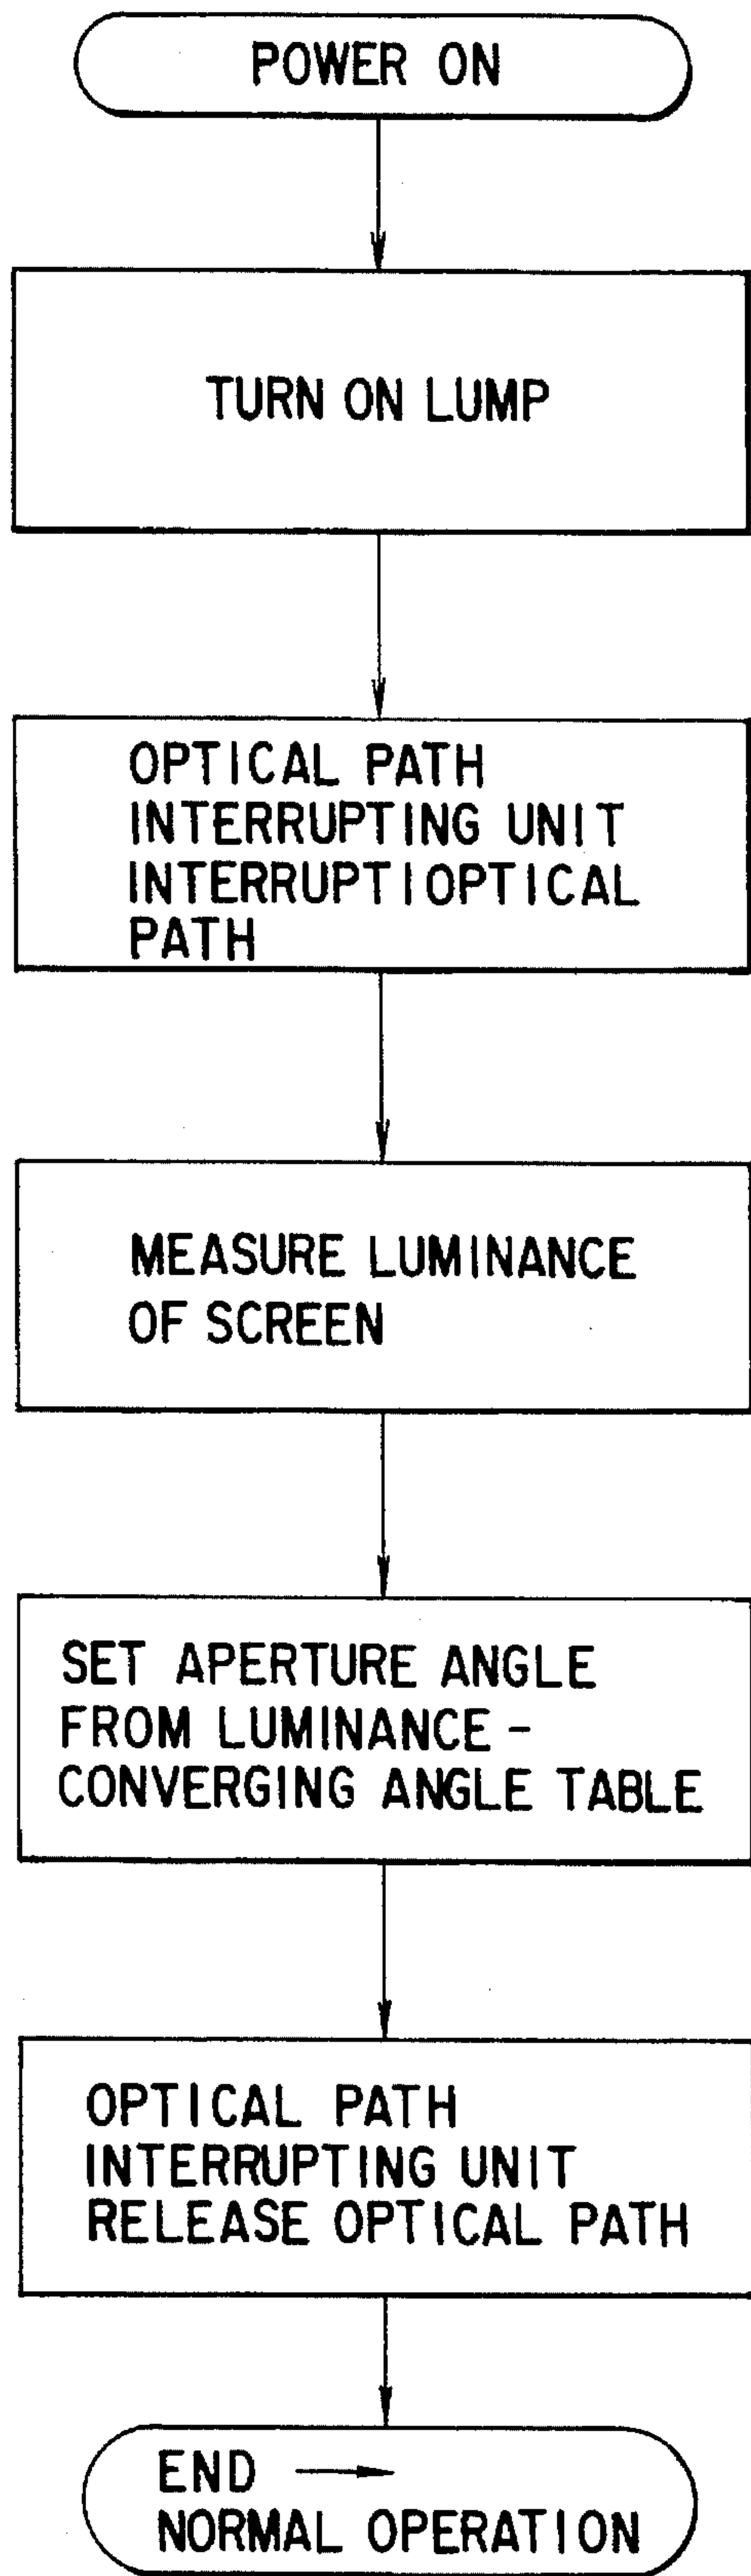 POWER ON
TURN ON LUMP
OPTICAL PATH
INTERRUPTING UNIT
INTERRUPTIOPTICAL
PATH
MEASURE LUMINANCE
OF SCREEN
SET APERTURE ANGLE
FROM LUMINANCE -
CONVERGING ANGLE TABLE
OPTICAL PATH
INTERRUPTING UNIT
RELEASE OPTICAL PATH
END →
NORMAL OPERATION